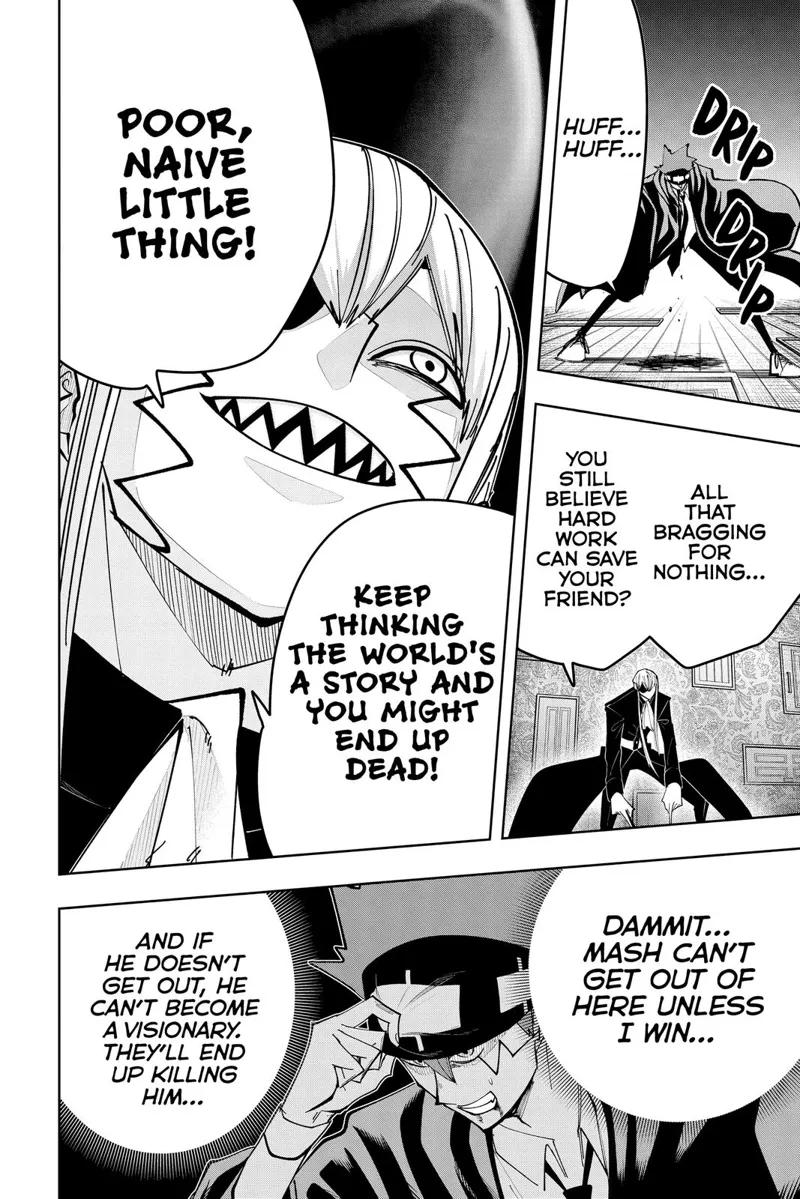 HUFF...
HUFF...
DRIP
DRIP
ALL
THAT
BRAGGING
FOR
NOTHING...
YOU
STILL
BELIEVE
HARD
WORK
CAN SAVE
YOUR
FRIEND?
POOR,
NAIVE
LITTLE
THING!
KEEP
THINKING
THE WORLD'S
A STORY AND
YOU MIGHT
END UP
DEAD!
DAMMIT...
MASH CAN'T
GET OUT OF
HERE UNLESS
I WIN...
AND IF
HE DOESN'T
GET OUT, HE
CAN'T BECOME
A VISIONARY.
THEY'LL END
UP KILLING
HIM...